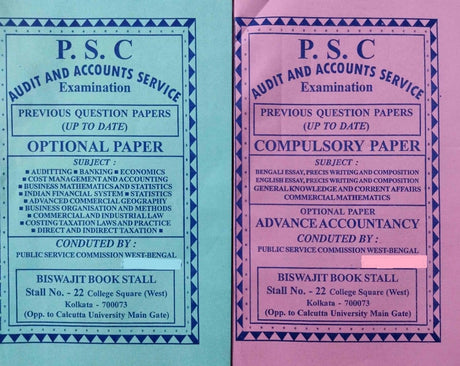 P. S. C
AUDIT AND ACCOUNTS SERVICE
Examination
PREVIOUS QUESTION PAPERS
(UP TO DATE)
OPTIONAL PAPER
SUBJECT :
■ AUDITTING ■ BANKING ■ ECONOMICS
■ COST MANAGEMENT AND ACCOUNTING
■ BUSINESS MATHEMATICS AND STATISTICS
■ INDIAN FINANCIAL SYSTEM ■ STATISTICS
■ ADVANCED COMMERCIAL GEOGRAPHY
■ BUSINESS ORGANISATION AND METHODS
■ COMMERCIAL AND INDUSTRIAL LAW
■ COSTING TAXATION LAWS AND PRACTICE
■ DIRECT AND INDIRECT TAXATION ■
CONDUTED BY :
PUBLIC SERVICE COMMISSION WEST-BENGAL
BISWAJIT BOOK STALL
Stall No. - 22 College Square (West)
Kolkata - 700073
(Opp. to Calcutta University Main Gate)
P. S. C
AUDIT AND ACCOUNTS SERVICE
Examination
PREVIOUS QUESTION PAPERS
(UP TO DATE)
COMPULSORY PAPER
SUBJECT :
BENGALI ESSAY, PRECIS WRITING AND COMPOSITION
ENGLISH ESSAY, PRECIS WRITING AND COMPOSITION
GENERAL KNOWLEDGE AND CORRENT AFFAIRS
COMMERCIAL MATHEMATICS
OPTIONAL PAPER
ADVANCE ACCOUNTANCY
CONDUTED BY :
PUBLIC SERVICE COMMISSION WEST-BENGAL
BISWAJIT BOOK STALL
Stall No. - 22 College Square (West)
Kolkata - 700073
(Opp. to Calcutta University Main Gate)